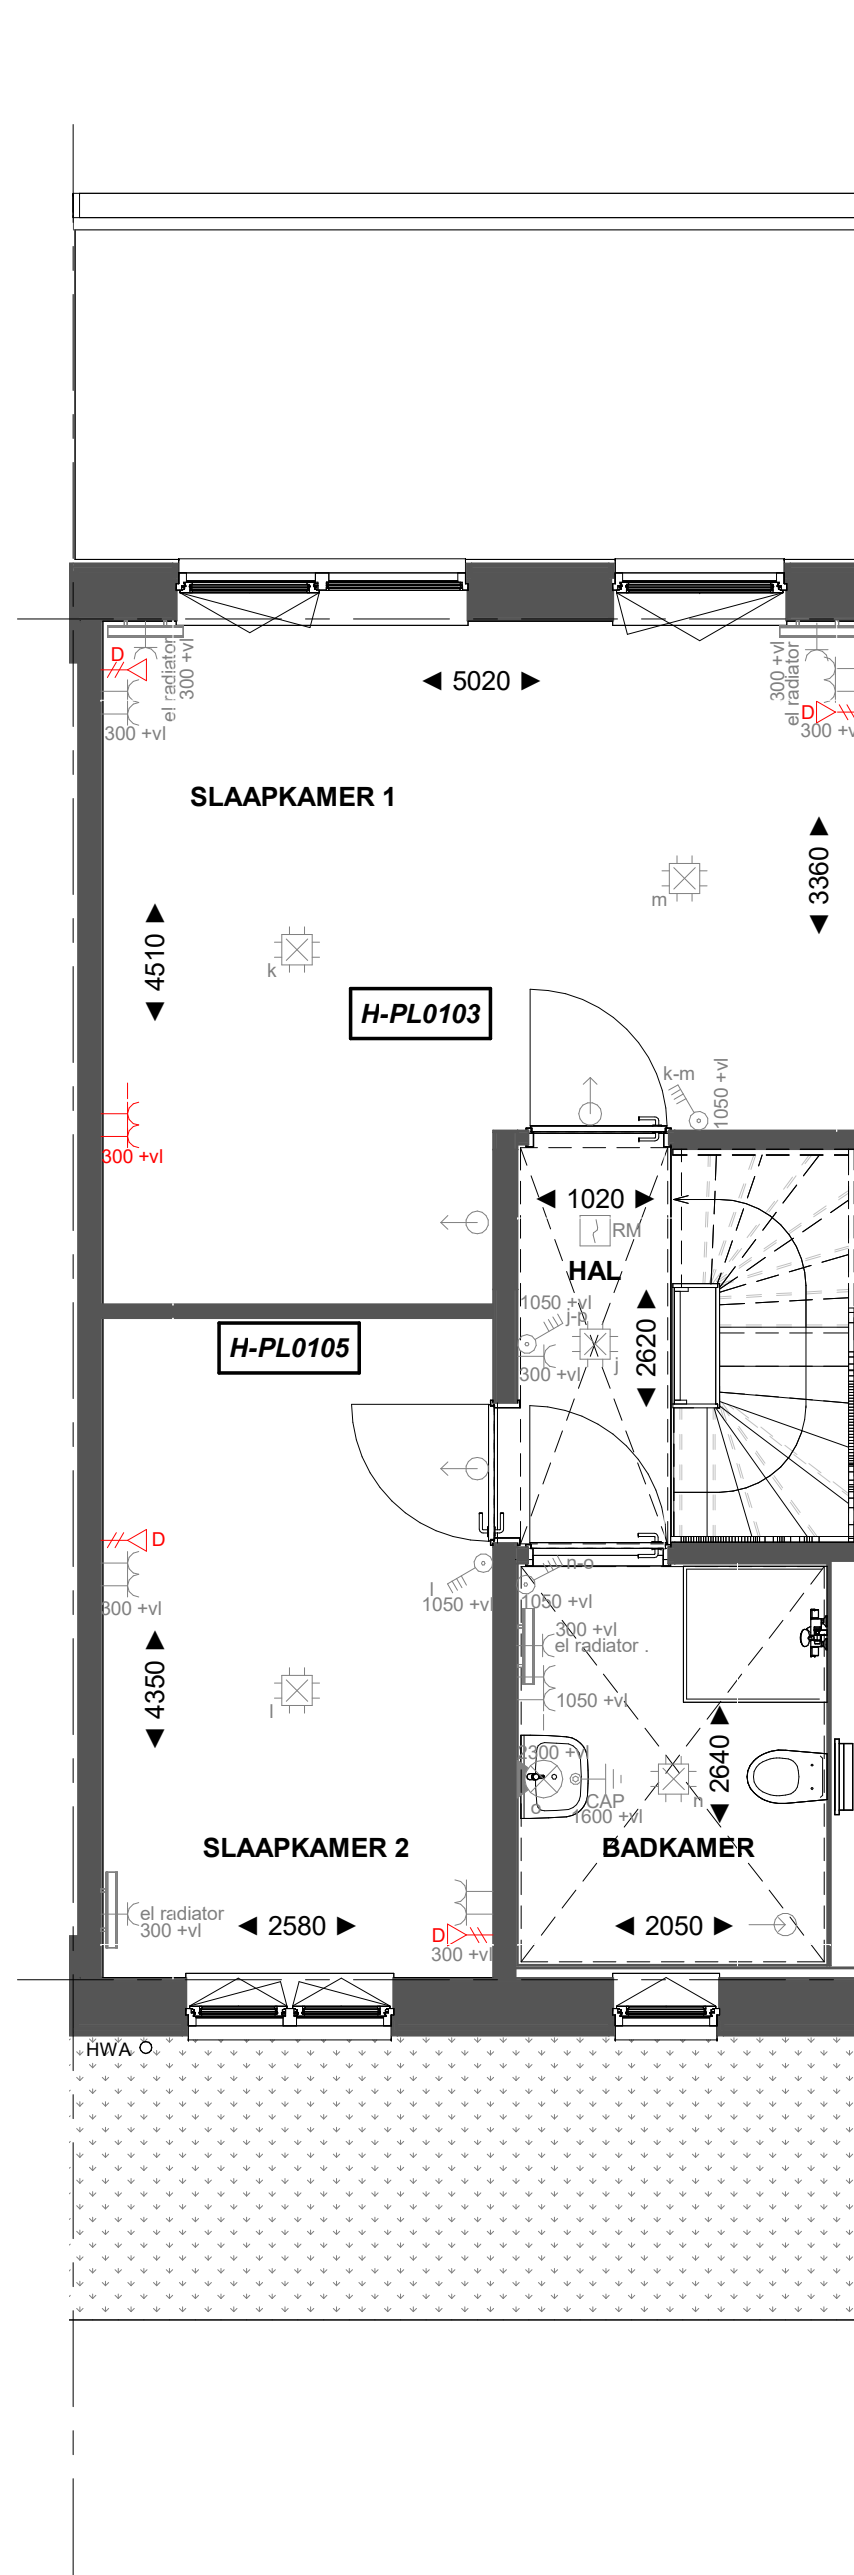 D
el radiator
300 +vl
300 +vl
5020
300 +vl
el radiator
D
300 +v
SLAAPKAMER 1
3360
m
k
4510
H-PL0103
k-m
1050 +vl
300 +vl
1020
RM
HAL
1050 +vl
j-p
300 +vl
j
2620
H-PL0105
D
300 +vl
l
1050 +vl
n-o
1050 +vl
300 +vl
el radiator .
1050 +vl
4350
l
2300 +vl
o
CAP
1600 +vl
n
2640
SLAAPKAMER 2
BADKAMER
el radiator
300 +vl
2580
D
300 +vl
2050
HWA